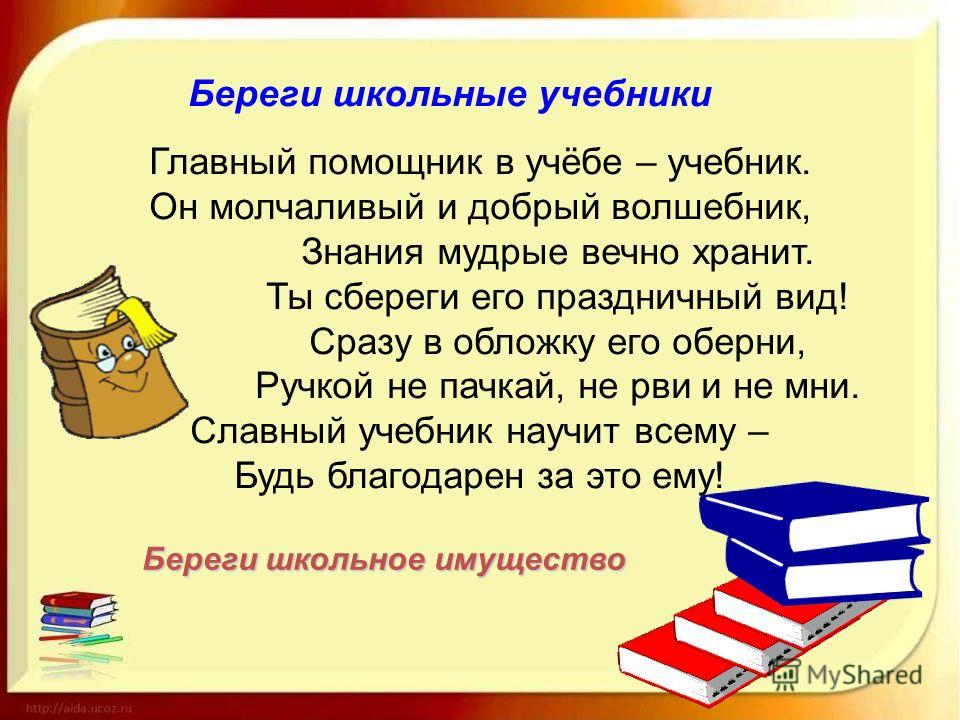 Береги школьные учебники
Главный помощник в учёбе – учебник.
Он молчаливый и добрый волшебник,
Знания мудрые вечно хранит.
Ты сбереги его праздничный вид!
Сразу в обложку его оберни,
Ручкой не пачкай, не рви и не мни.
Славный учебник научит всему –
Будь благодарен за это ему!
Береги школьное имущество
MyShared
http://aida.ucoz.ru